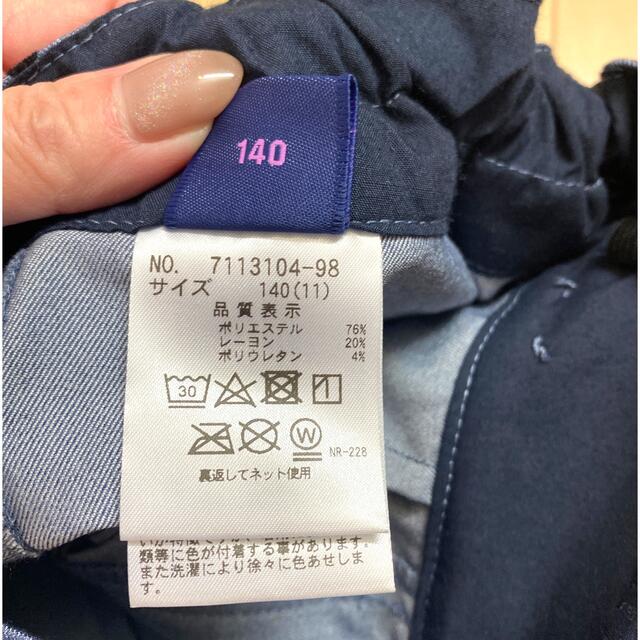 140
NO. 7113104-98
サイズ 140(11)
品質表示
ポリエステル 76%
レーヨン 20%
ポリウレタン 4%
30
W
NR-228
裏返してネット使用
類等に色が付着する事があります。
また洗濯により徐々に色あせしま
す。